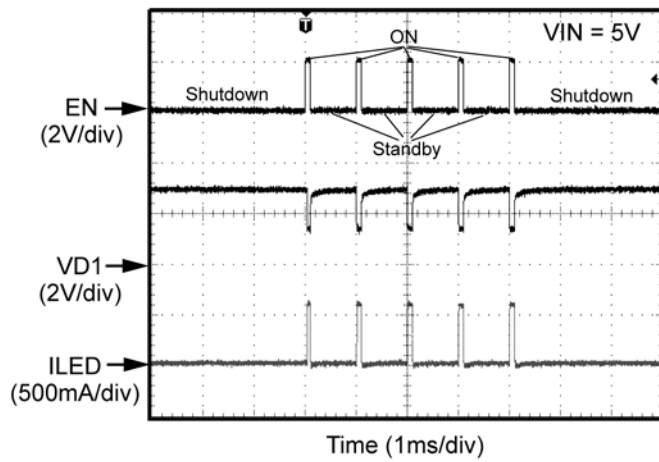 T
ON
VIN = 5V
Shutdown
Shutdown
EN
(2V/div)
Standby
VD1
(2V/div)
ILED
(500mA/div)
Time (1ms/div)